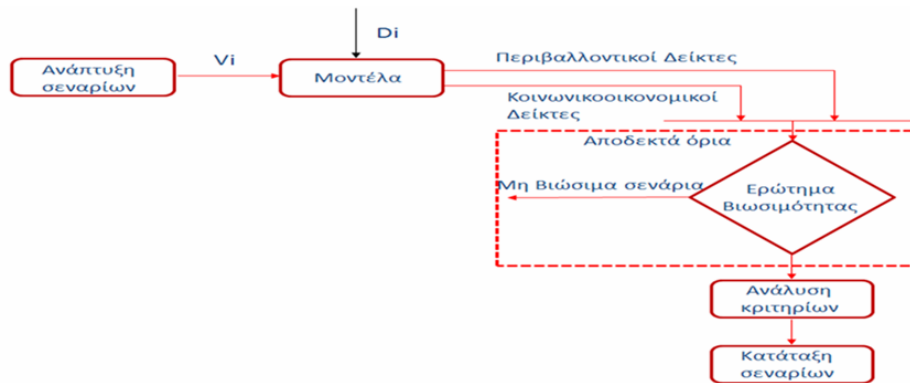 Di
Vi
Ανάπτυξη
σεναρίων
Μοντέλα
Περιβαλλοντικοί Δείκτες
Κοινωνικοοικονομικοί
Δείκτες
Αποδεκτά όρια
Μη Βιώσιμα σενάρια
Ερώτημα
Βιωσιμότητας
Ανάλυση
κριτηρίων
Κατάταξη
σεναρίων